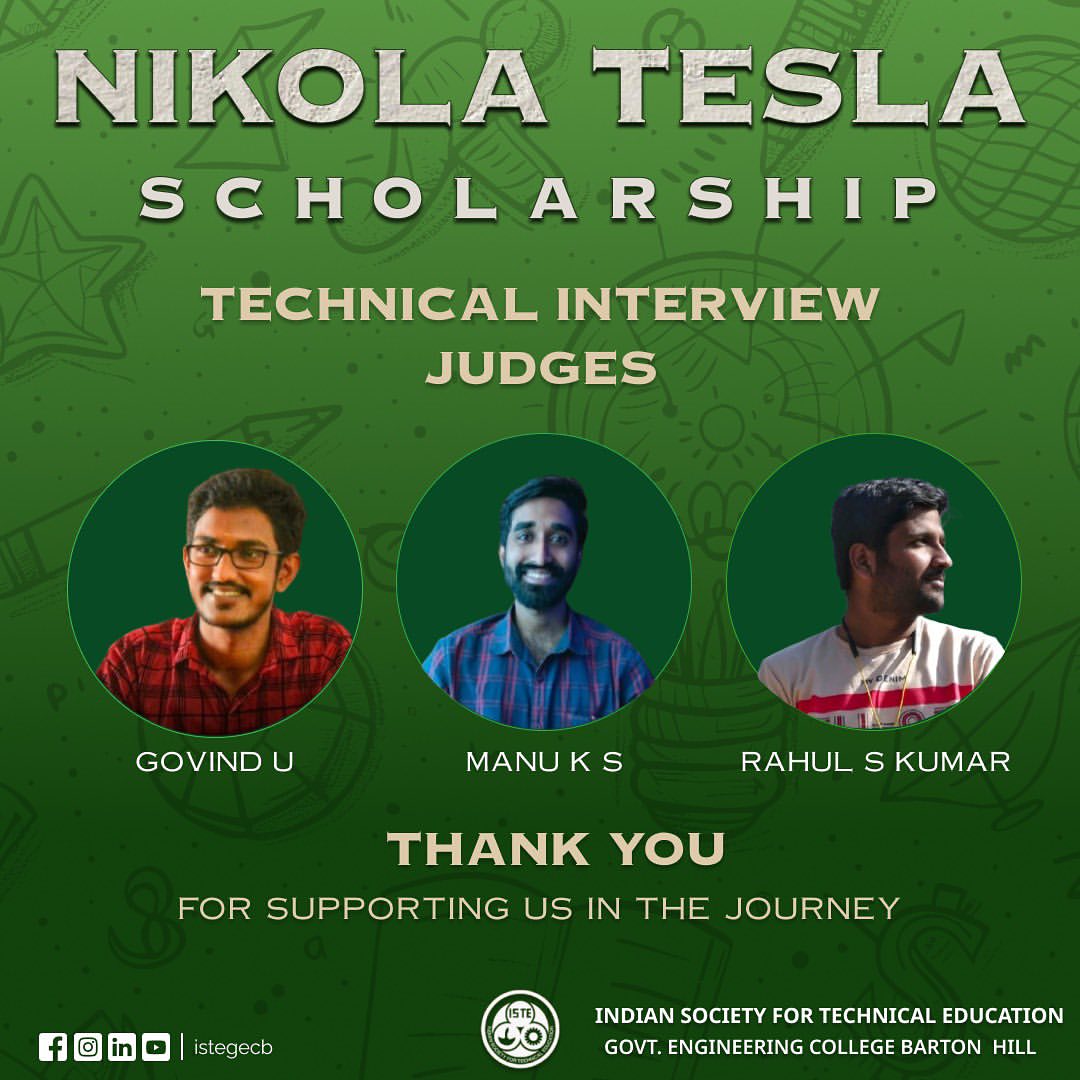 NIKOLA TESLA
SCHOLARSHIP
TECHNICAL INTERVIEW
JUDGES
DENIM
GOVIND U
MANU K S
RAHUL S KUMAR
THANK YOU
FOR SUPPORTING US IN THE JOURNEY
ISTE
INDIAN SOCIETY FOR TECHNICAL EDUCATION
GOVT. ENGINEERING COLLEGE BARTON HILL
istegecb